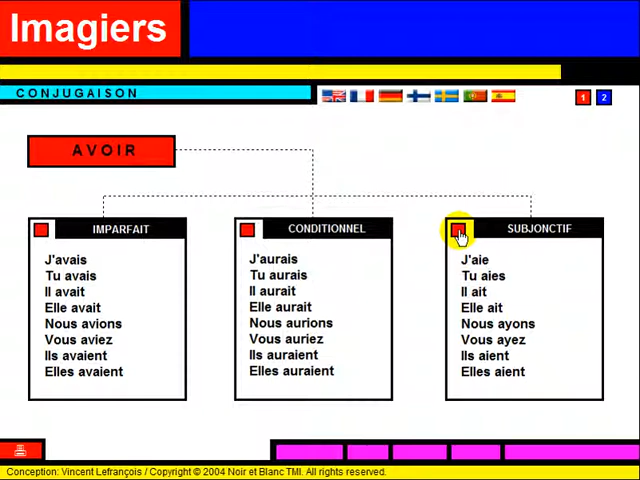 Imagiers
CONJUGAISON
1 2
AVOIR
IMPARFAIT
J'avais
Tu avais
Il avait
Elle avait
Nous avions
Vous aviez
Ils avaient
Elles avaient
CONDITIONNEL
J'aurais
Tu aurais
Il aurait
Elle aurait
Nous aurions
Vous auriez
Ils auraient
Elles auraient
SUBJONCTIF
J'aie
Tu aies
Il ait
Elle ait
Nous ayons
Vous ayez
Ils aient
Elles aient
Conception: Vincent Lefrançois / Copyright © 2004 Noir et Blanc TMI. All rights reserved.